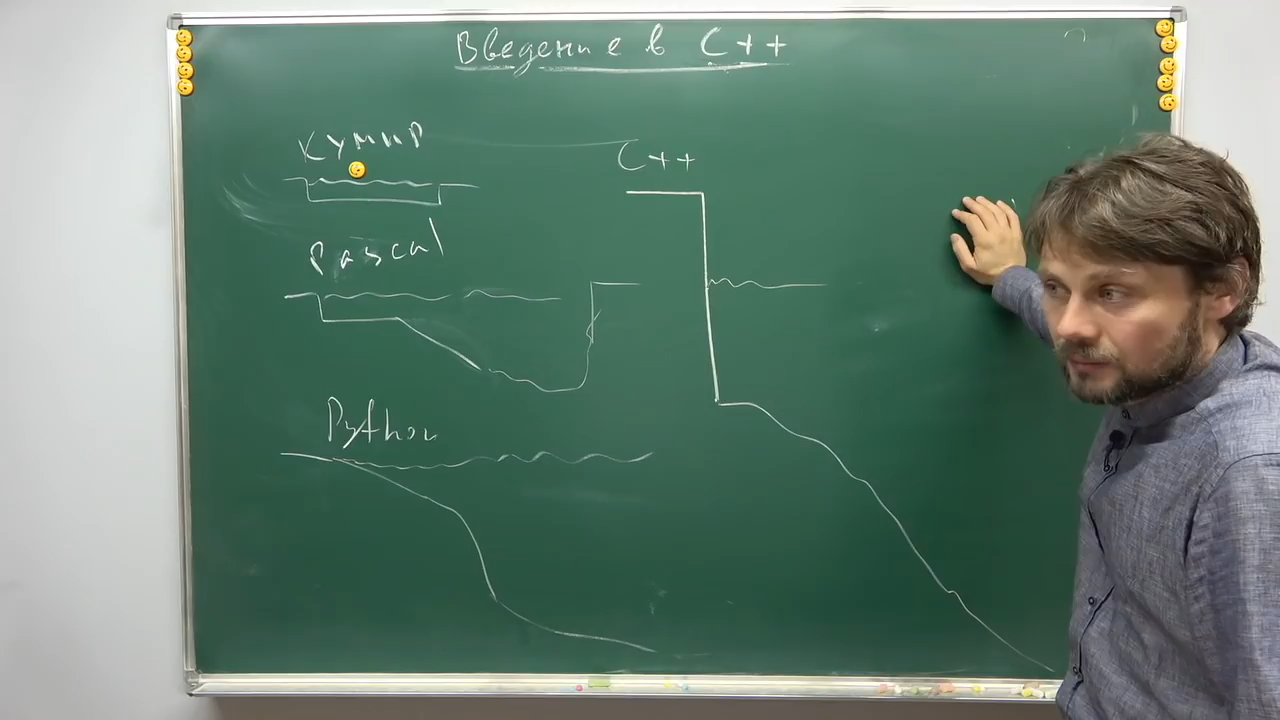 Введение в C++
Кумир
C++
Pascal
Python